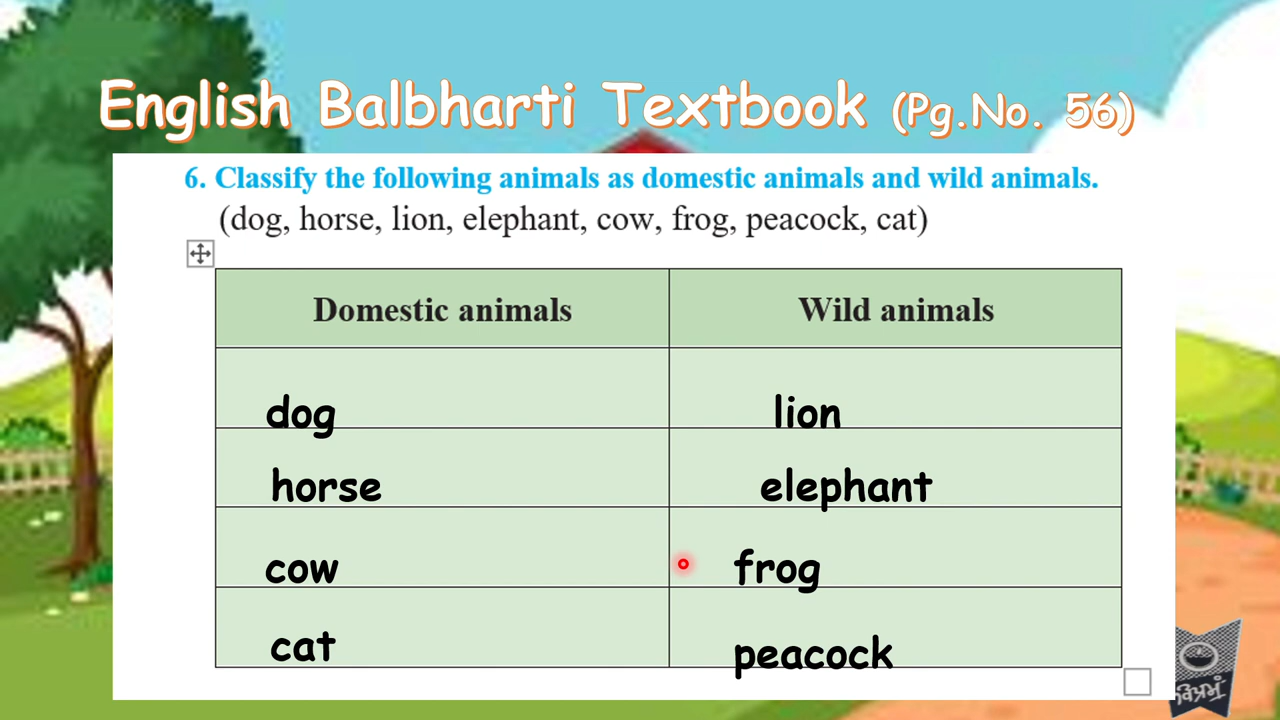 English Balbharti Textbook (Pg.No. 56)
6. Classify the following animals as domestic animals and wild animals.
(dog, horse, lion, elephant, cow, frog, peacock, cat)
Domestic animals Wild animals
dog lion
horse elephant
cow frog
cat peacock